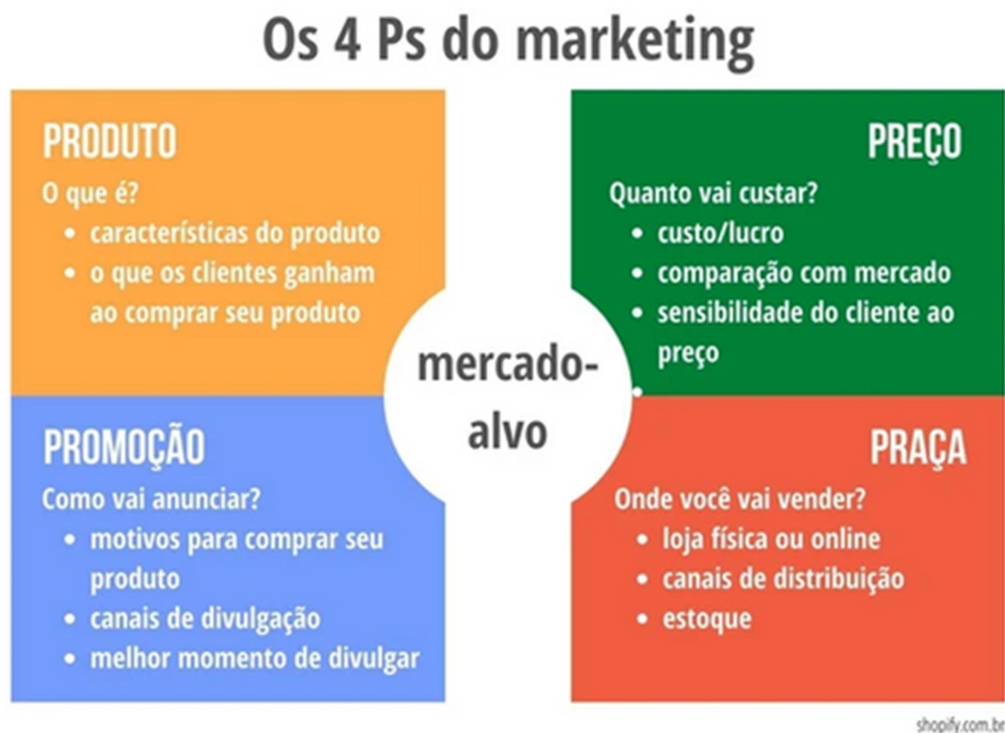 Os 4 Ps do marketing
PRODUTO
O que é?
• características do produto
• o que os clientes ganham
ao comprar seu produto
PREÇO
Quanto vai custar?
• custo/lucro
• comparação com mercado
• sensibilidade do cliente ao
preço
mercado-
alvo
PROMOÇÃO
Como vai anunciar?
• motivos para comprar seu
produto
• canais de divulgação
• melhor momento de divulgar
PRAÇA
Onde você vai vender?
• loja física ou online
• canais de distribuição
• estoque
shopify.com.br